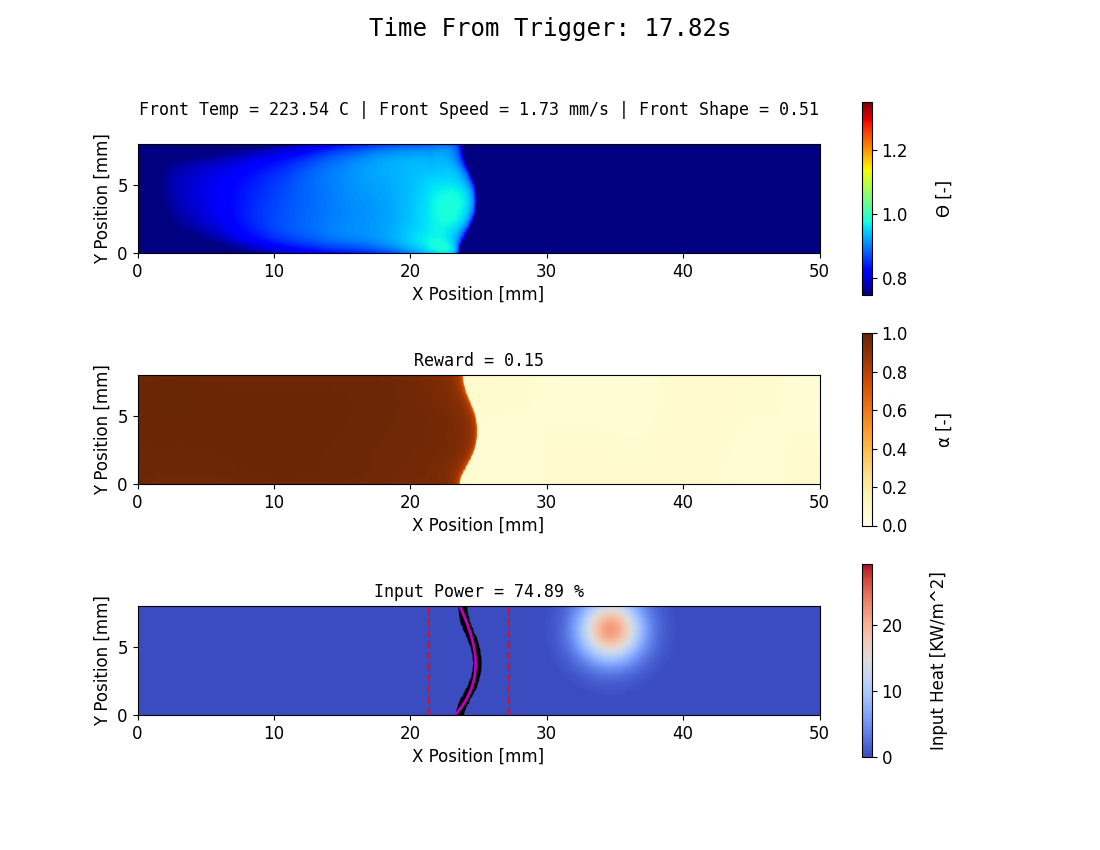 Time From Trigger: 17.82s
Front Temp = 223.54 C | Front Speed = 1.73 mm/s | Front Shape = 0.51
Y Position [mm]
5
0
0 10 20 30 40 50
X Position [mm]
1.2
1.0
0.8
Θ [-]
Reward = 0.15
Y Position [mm]
5
0
0 10 20 30 40 50
X Position [mm]
1.0
0.8
0.6
0.4
0.2
0.0
α [-]
Input Power = 74.89 %
Y Position [mm]
5
0
0 10 20 30 40 50
X Position [mm]
20
10
0
Input Heat [KW/m^2]